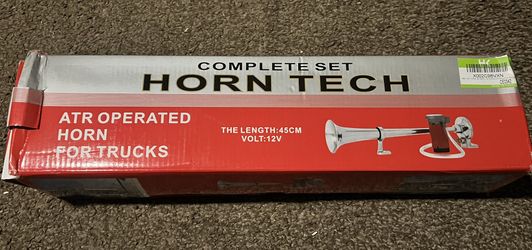 COMPLETE SET
HORN TECH
ATR OPERATED
HORN
FOR TRUCKS
THE LENGTH:45CM
VOLT:12V